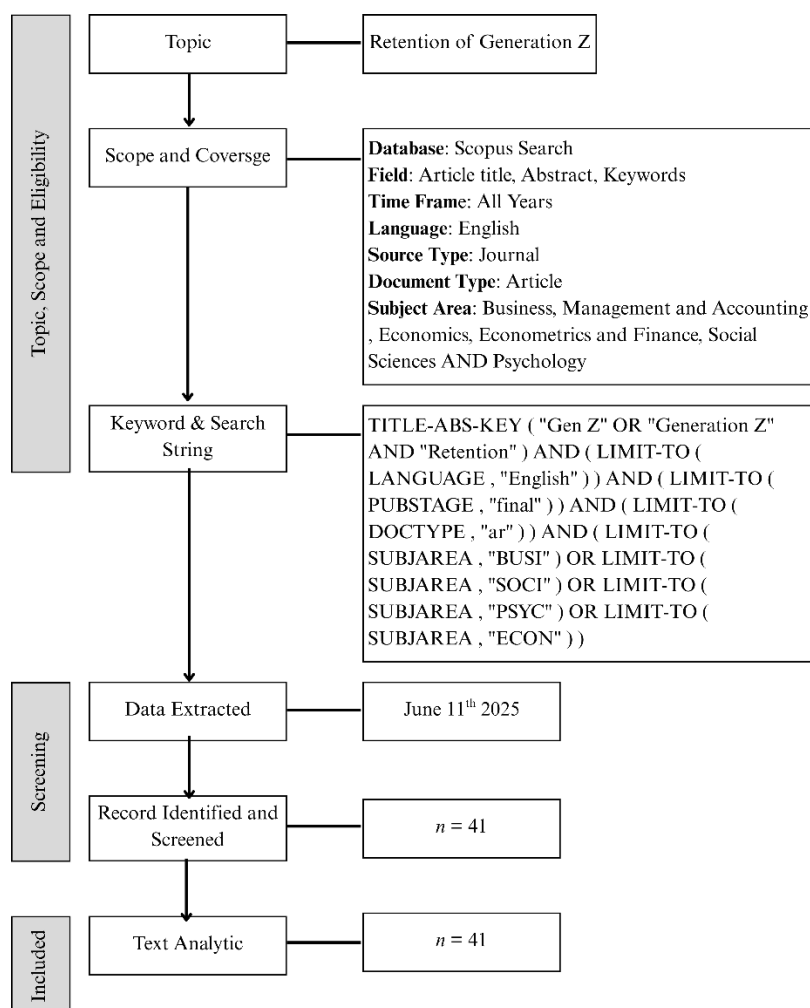 Topic, Scope and Eligibility
Topic
Retention of Generation Z
Scope and Coversge
Database: Scopus Search
Field: Article title, Abstract, Keywords
Time Frame: All Years
Language: English
Source Type: Journal
Document Type: Article
Subject Area: Business, Management and Accounting
, Economics, Econometrics and Finance, Social
Sciences AND Psychology
Keyword & Search
String
TITLE-ABS-KEY ( "Gen Z" OR "Generation Z"
AND "Retention" ) AND ( LIMIT-TO (
LANGUAGE , "English" ) ) AND ( LIMIT-TO (
PUBSTAGE , "final" ) ) AND ( LIMIT-TO (
DOCTYPE , "ar" ) ) AND ( LIMIT-TO (
SUBJAREA , "BUSI" ) OR LIMIT-TO (
SUBJAREA , "SOCI" ) OR LIMIT-TO (
SUBJAREA , "PSYC" ) OR LIMIT-TO (
SUBJAREA , "ECON" ) )
Screening
Data Extracted
June 11th 2025
Record Identified and
Screened
n = 41
Included
Text Analytic
n = 41